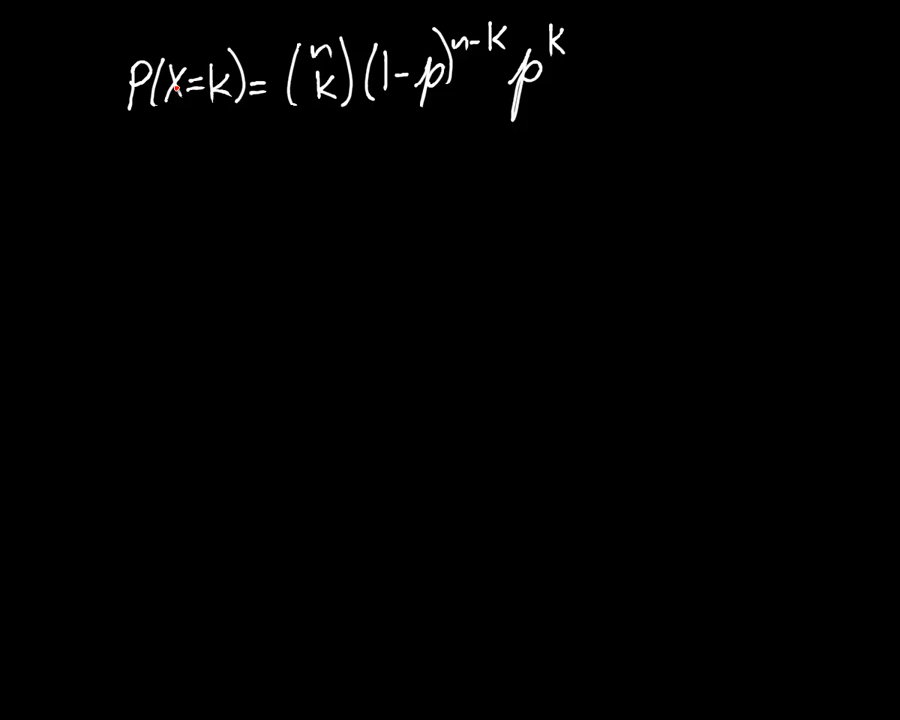 P(X=k)= (n k) (1-p)^{n-k} p^k